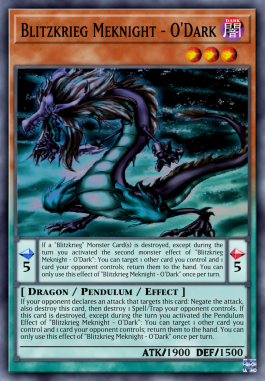 Blitzkrieg Meknight - O'Dark
DARK
If a "Blitzkrieg" Monster Card(s) is destroyed, except during the
turn you activated the second monster effect of "Blitzkrieg
Meknight - O'Dark": You can target 1 other card you control and 1
card your opponent controls; return them to the hand. You can
only use this effect of "Blitzkrieg Meknight - O'Dark" once per turn.
5
5
[ Dragon / Pendulum / Effect ]
If your opponent declares an attack that targets this card: Negate the attack,
also destroy this card, then destroy 1 Spell/Trap your opponent controls. If
this card is destroyed, except during the turn you activated the Pendulum
Effect of "Blitzkrieg Meknight - O'Dark": You can target 1 other card you
control and 1 card your opponent controls; return them to the hand. You can
only use this effect of "Blitzkrieg Meknight - O'Dark" once per turn.
ATK/1900 DEF/1500